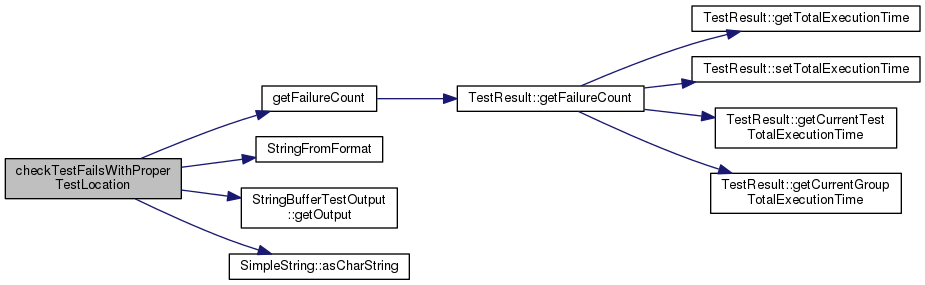 checkTestFailsWithProper
TestLocation
getFailureCount
StringFromFormat
StringBufferTestOutput
::getOutput
SimpleString::asCharString
TestResult::getFailureCount
TestResult::getTotalExecutionTime
TestResult::setTotalExecutionTime
TestResult::getCurrentTest
TotalExecutionTime
TestResult::getCurrentGroup
TotalExecutionTime